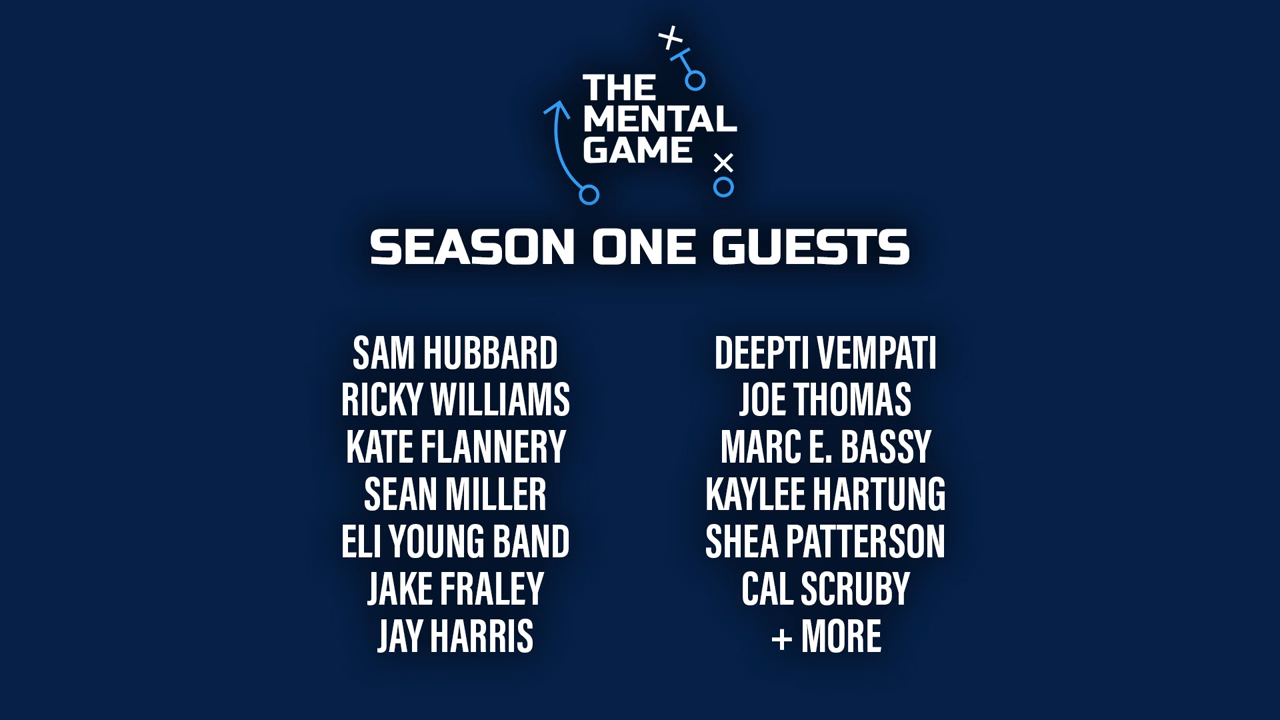 THE
MENTAL
GAME
SEASON ONE GUESTS
SAM HUBBARD
RICKY WILLIAMS
KATE FLANNERY
SEAN MILLER
ELI YOUNG BAND
JAKE FRALEY
JAY HARRIS
DEEPTI VEMPATI
JOE THOMAS
MARC E. BASSY
KAYLEE HARTUNG
SHEA PATTERSON
CAL SCRUBY
+ MORE